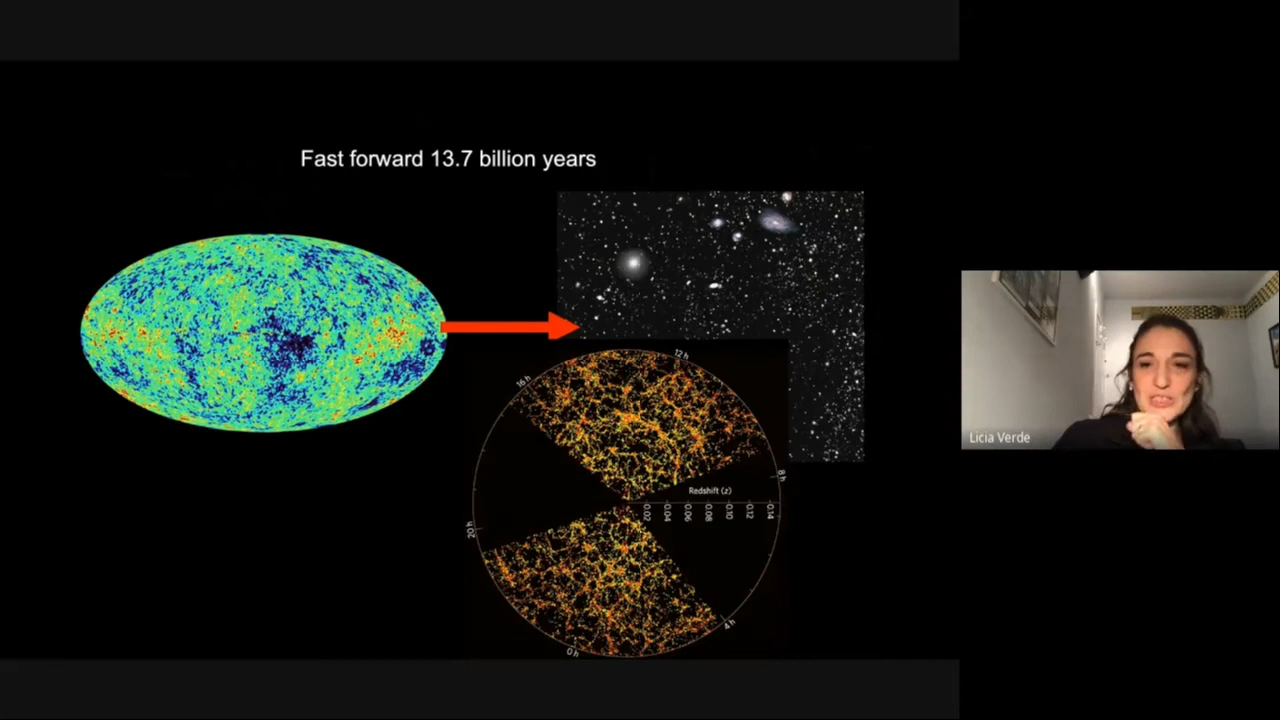 Fast forward 13.7 billion years
12 h
16 h
8 h
Redshift (z)
0.02 0.04 0.06 0.08 0.10 0.12 0.14
20 h
4 h
0 h
Licia Verde